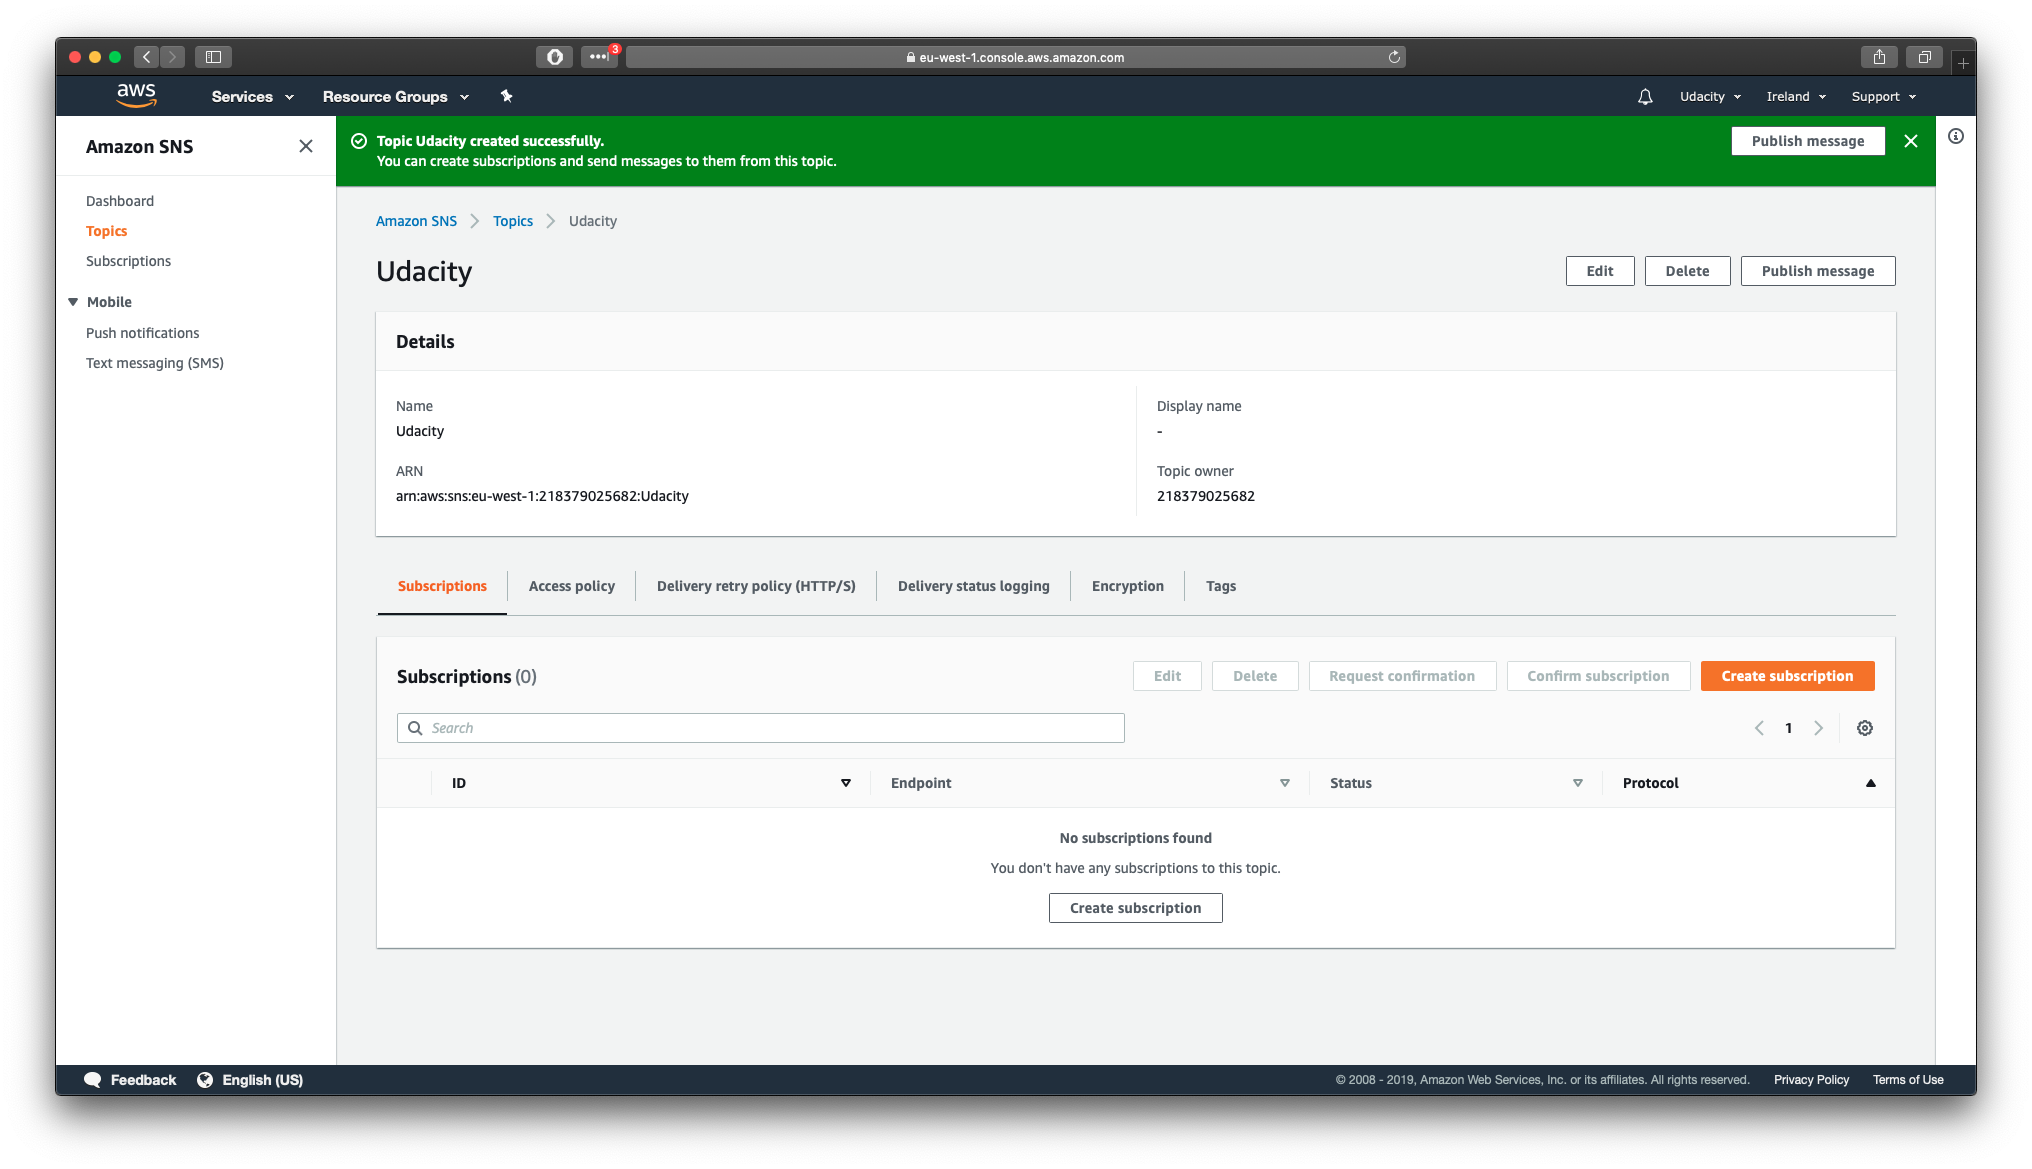 3
eu-west-1.console.aws.amazon.com
aws
Services
Resource Groups
Udacity
Ireland
Support
Amazon SNS
Dashboard
Topics
Subscriptions
Mobile
Push notifications
Text messaging (SMS)
Topic Udacity created successfully.
You can create subscriptions and send messages to them from this topic.
Publish message
Amazon SNS
Topics
Udacity
Udacity
Edit
Delete
Publish message
Details
Name
Udacity
ARN
arn:aws:sns:eu-west-1:218379025682:Udacity
Display name
-
Topic owner
218379025682
Subscriptions
Access policy
Delivery retry policy (HTTP/S)
Delivery status logging
Encryption
Tags
Subscriptions (0)
Edit
Delete
Request confirmation
Confirm subscription
Create subscription
Search
1
ID
Endpoint
Status
Protocol
No subscriptions found
You don't have any subscriptions to this topic.
Create subscription
Feedback
English (US)
© 2008 - 2019, Amazon Web Services, Inc. or its affiliates. All rights reserved.
Privacy Policy
Terms of Use